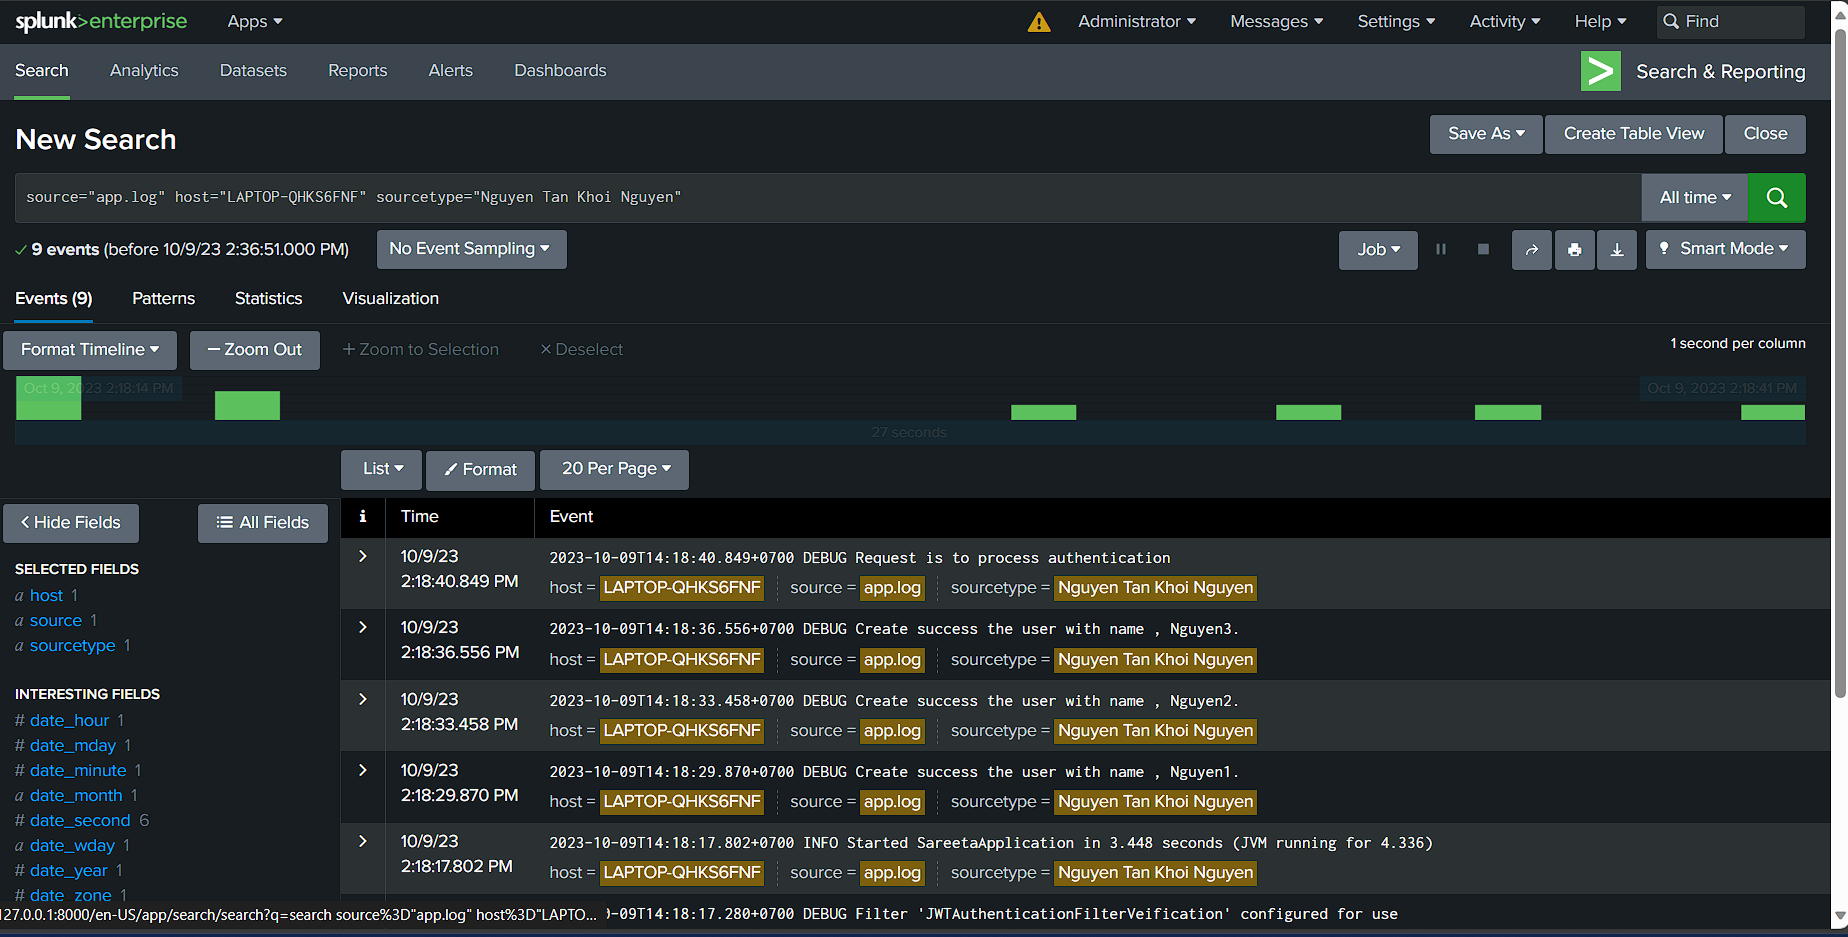 splunk>enterprise Apps Administrator Messages Settings Activity Help Find
Search Analytics Datasets Reports Alerts Dashboards Search & Reporting
New Search Save As Create Table View Close
source="app.log" host="LAPTOP-QHKS6FNF" sourcetype="Nguyen Tan Khoi Nguyen" All time
9 events (before 10/9/23 2:36:51.000 PM) No Event Sampling Job Smart Mode
Events (9) Patterns Statistics Visualization
Format Timeline — Zoom Out + Zoom to Selection × Deselect 1 second per column
Oct 9, 2023 2:18:14 PM Oct 9, 2023 2:18:41 PM
27 seconds
List Format 20 Per Page
< Hide Fields All Fields
SELECTED FIELDS
a host 1
a source 1
a sourcetype 1
INTERESTING FIELDS
# date_hour 1
# date_mday 1
# date_minute 1
a date_month 1
# date_second 6
a date_wday 1
# date_year 1
# date_zone 1
i Time Event
> 10/9/23 2:18:40.849 PM
2023-10-09T14:18:40.849+0700 DEBUG Request is to process authentication
host = LAPTOP-QHKS6FNF source = app.log sourcetype = Nguyen Tan Khoi Nguyen
> 10/9/23 2:18:36.556 PM
2023-10-09T14:18:36.556+0700 DEBUG Create success the user with name , Nguyen3.
host = LAPTOP-QHKS6FNF source = app.log sourcetype = Nguyen Tan Khoi Nguyen
> 10/9/23 2:18:33.458 PM
2023-10-09T14:18:33.458+0700 DEBUG Create success the user with name , Nguyen2.
host = LAPTOP-QHKS6FNF source = app.log sourcetype = Nguyen Tan Khoi Nguyen
> 10/9/23 2:18:29.870 PM
2023-10-09T14:18:29.870+0700 DEBUG Create success the user with name , Nguyen1.
host = LAPTOP-QHKS6FNF source = app.log sourcetype = Nguyen Tan Khoi Nguyen
> 10/9/23 2:18:17.802 PM
2023-10-09T14:18:17.802+0700 INFO Started SareetaApplication in 3.448 seconds (JVM running for 4.336)
host = LAPTOP-QHKS6FNF source = app.log sourcetype = Nguyen Tan Khoi Nguyen
)-09T14:18:17.280+0700 DEBUG Filter 'JWTAuthenticationFilterVeification' configured for use
127.0.0.1:8000/en-US/app/search/search?q=search source%3D"app.log" host%3D"LAPTO...